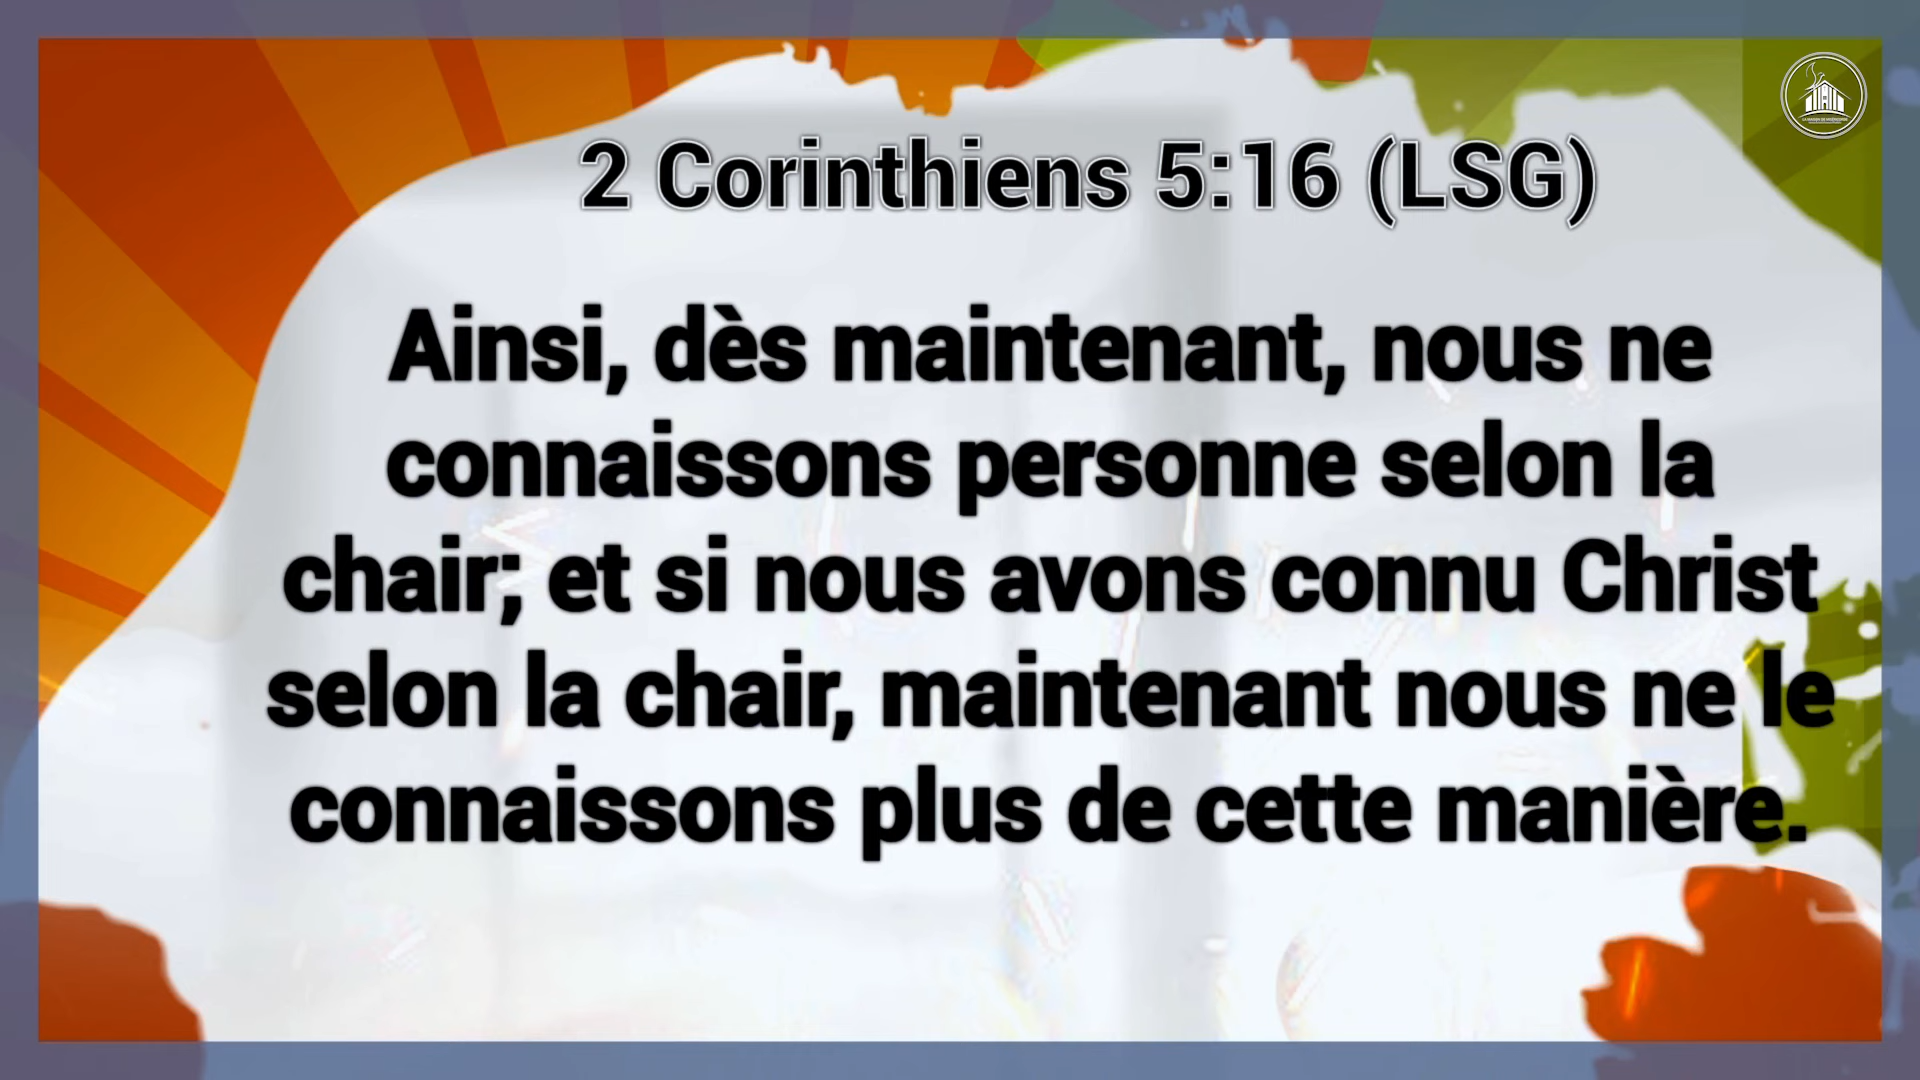 2 Corinthiens 5:16 (LSG)
Ainsi, dès maintenant, nous ne
connaissons personne selon la
chair; et si nous avons connu Christ
selon la chair, maintenant nous ne le
connaissons plus de cette manière.